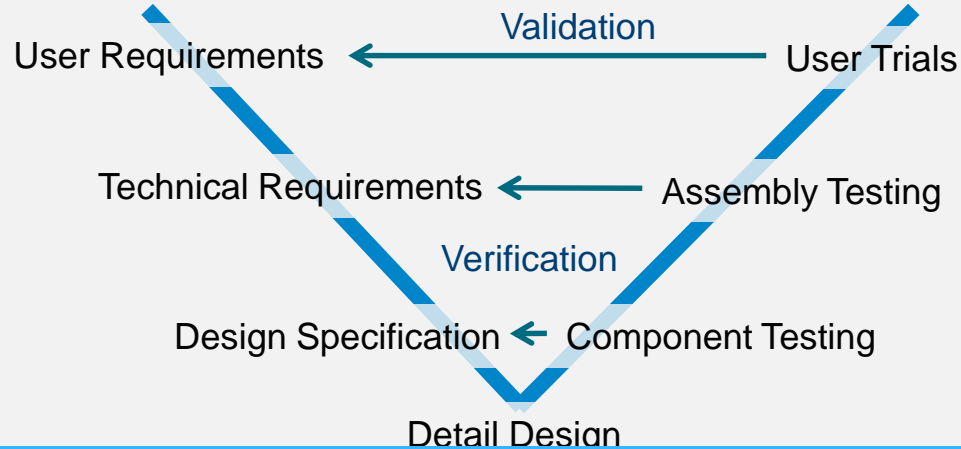 Validation
User Requirements
User Trials
Technical Requirements
Assembly Testing
Verification
Design Specification
Component Testing
Detail Design